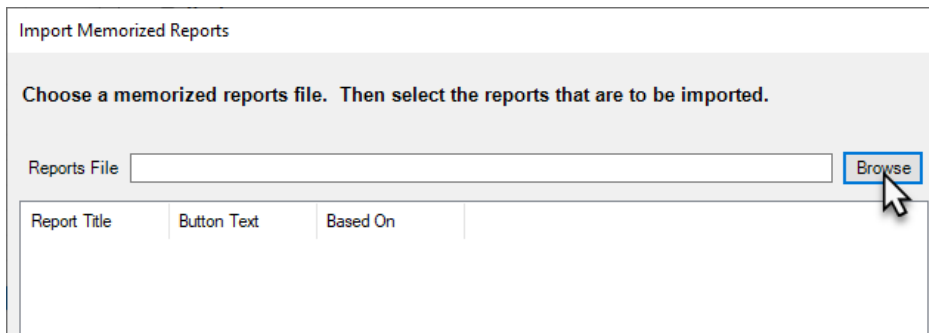 Import Memorized Reports
Choose a memorized reports file.  Then select the reports that are to be imported.
Reports File Browse
Report Title Button Text Based On